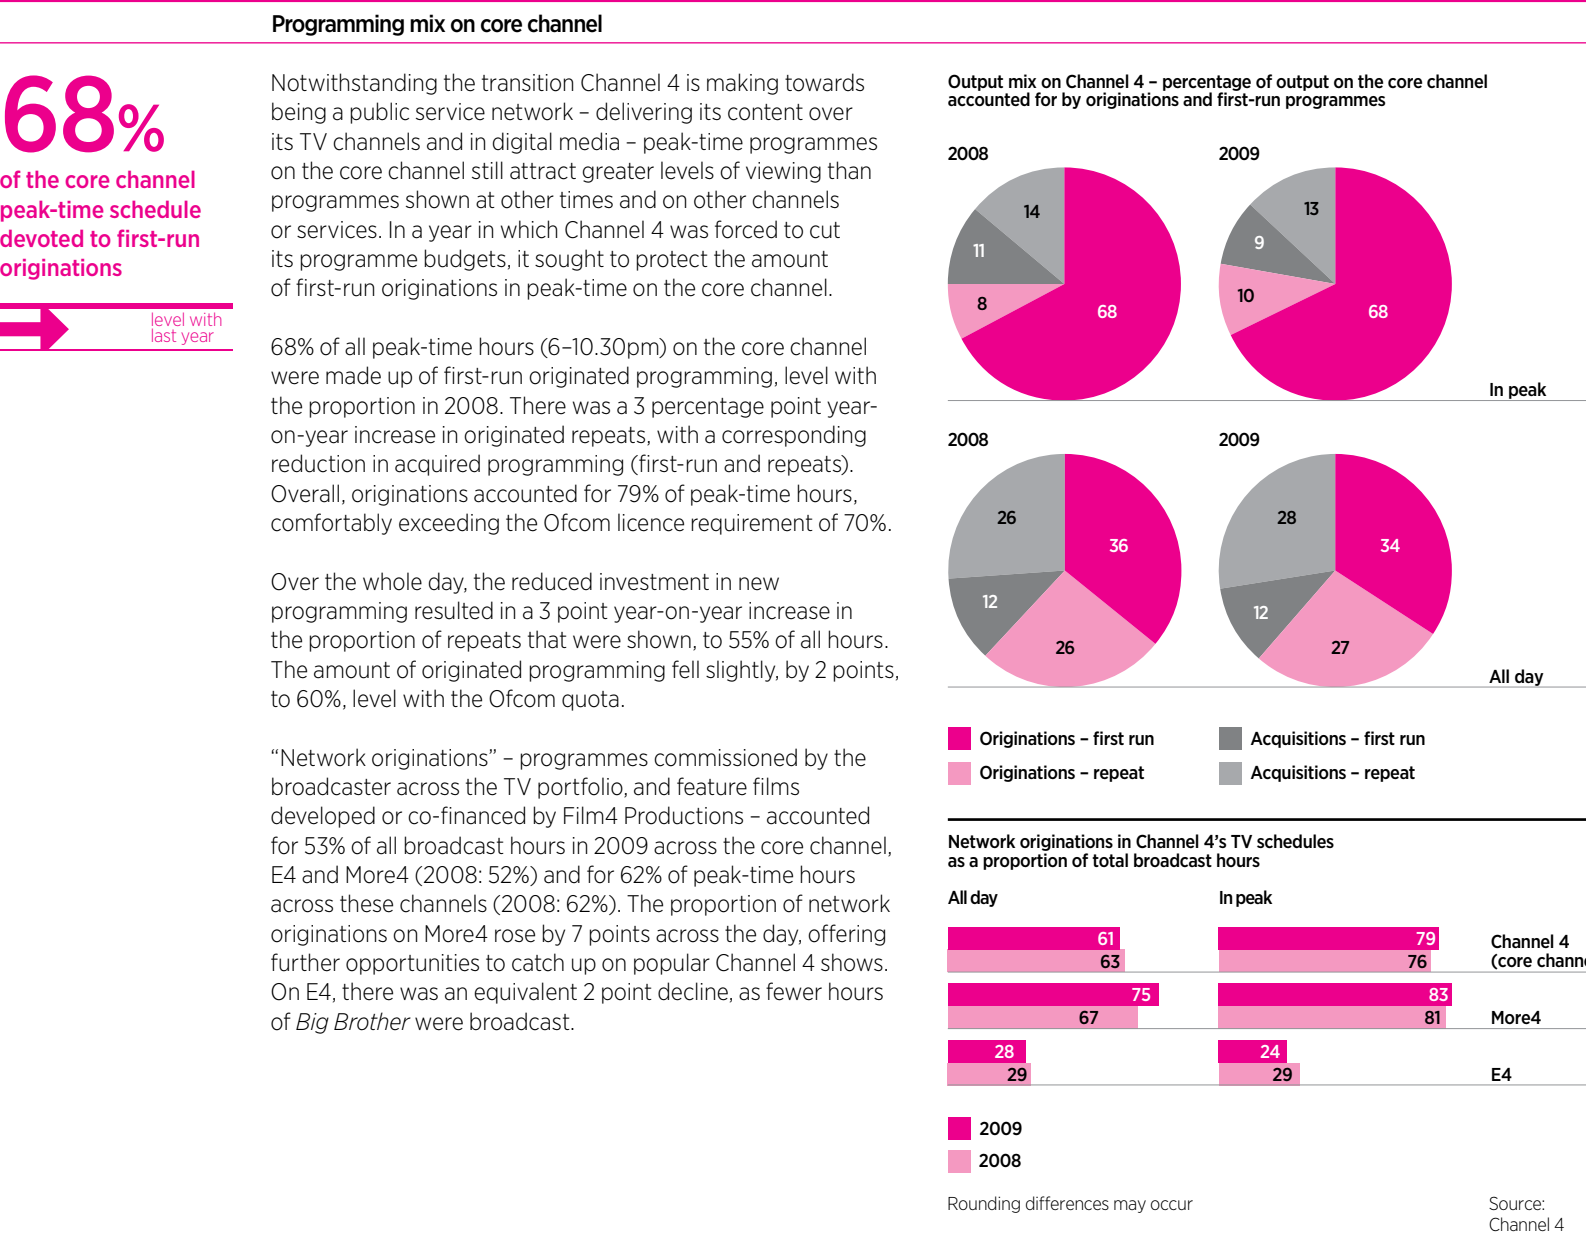 Programming mix on core channel
68%
of the core channel
peak-time schedule
devoted to first-run
originations
level with
last year
Notwithstanding the transition Channel 4 is making towards
being a public service network – delivering its content over
its TV channels and in digital media – peak-time programmes
on the core channel still attract greater levels of viewing than
programmes shown at other times and on other channels
or services. In a year in which Channel 4 was forced to cut
its programme budgets, it sought to protect the amount
of first-run originations in peak-time on the core channel.
68% of all peak-time hours (6–10.30pm) on the core channel
were made up of first-run originated programming, level with
the proportion in 2008. There was a 3 percentage point year-
on-year increase in originated repeats, with a corresponding
reduction in acquired programming (first-run and repeats).
Overall, originations accounted for 79% of peak-time hours,
comfortably exceeding the Ofcom licence requirement of 70%.
Over the whole day, the reduced investment in new
programming resulted in a 3 point year-on-year increase in
the proportion of repeats that were shown, to 55% of all hours.
The amount of originated programming fell slightly, by 2 points,
to 60%, level with the Ofcom quota.
“Network originations” – programmes commissioned by the
broadcaster across the TV portfolio, and feature films
developed or co-financed by Film4 Productions – accounted
for 53% of all broadcast hours in 2009 across the core channel,
E4 and More4 (2008: 52%) and for 62% of peak-time hours
across these channels (2008: 62%). The proportion of network
originations on More4 rose by 7 points across the day, offering
further opportunities to catch up on popular Channel 4 shows.
On E4, there was an equivalent 2 point decline, as fewer hours
of Big Brother were broadcast.
Output mix on Channel 4 – percentage of output on the core channel
accounted for by originations and first-run programmes
2008
14
11
8
68
2009
13
9
10
68
In peak
2008
26
36
12
26
2009
28
34
12
27
All day
Originations – first run
Originations – repeat
Acquisitions – first run
Acquisitions – repeat
Network originations in Channel 4’s TV schedules
as a proportion of total broadcast hours
All day
In peak
61
63
79
76
Channel 4
(core channe
75
67
83
81
More4
28
29
24
29
E4
2009
2008
Rounding differences may occur
Source:
Channel 4